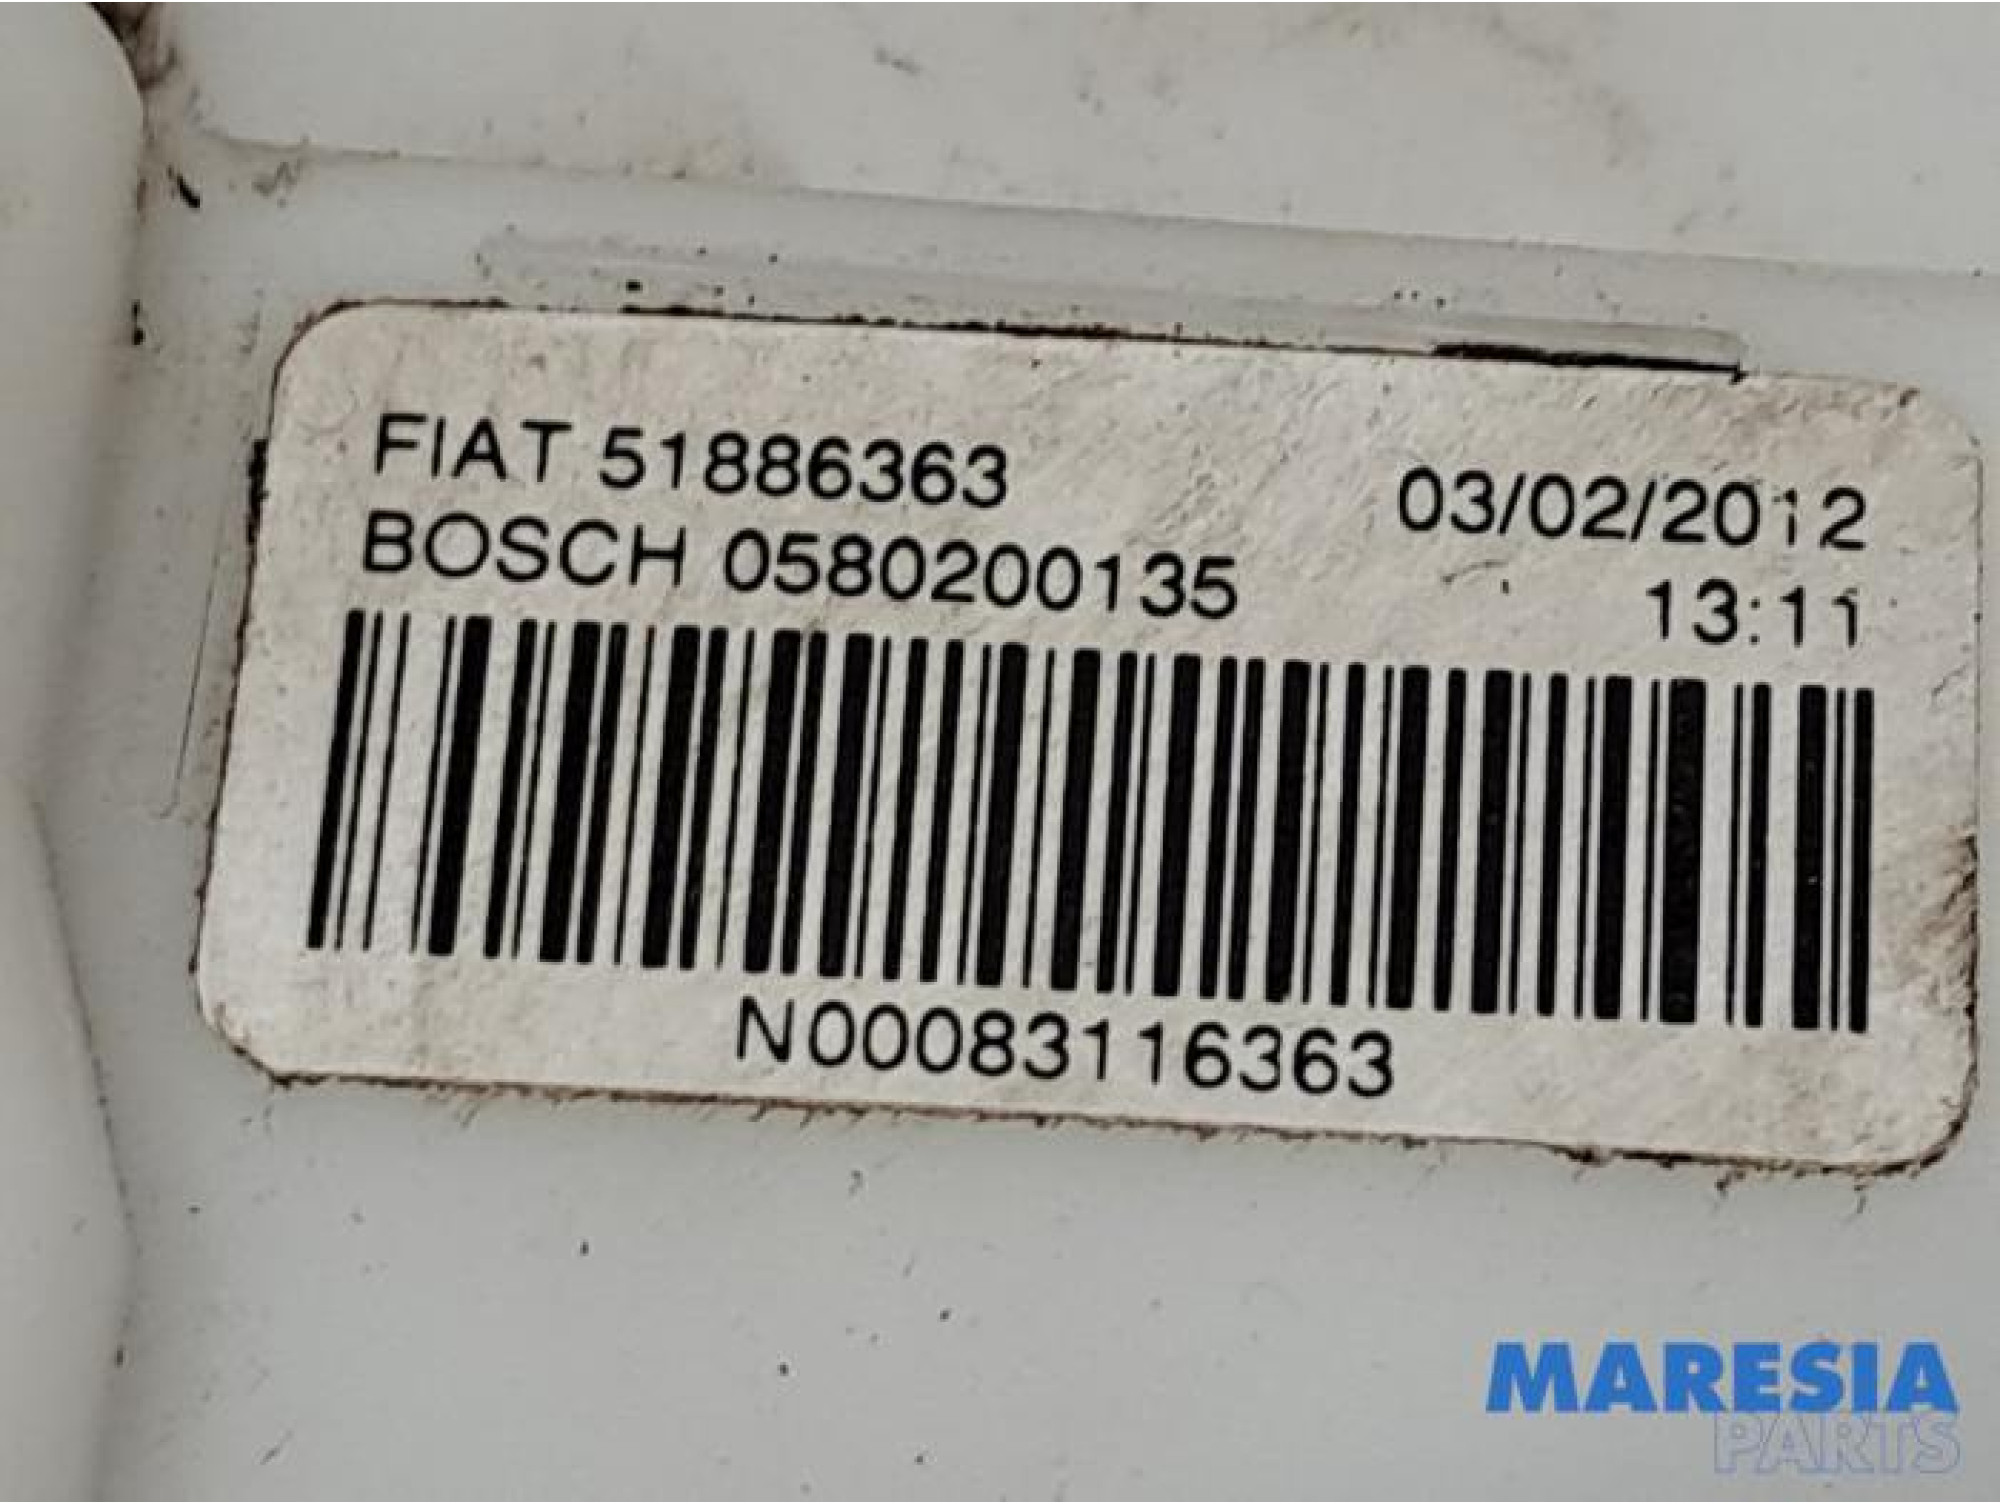 FIAT 51886363 03/02/2012
BOSCH 0580200135 13:11
N00083116363
MARESIA
PARTS